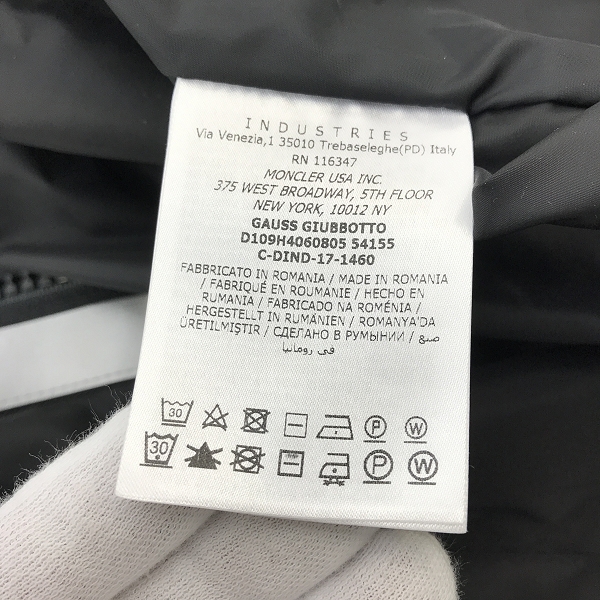 INDUSTRIES
Via Venezia,1 35010 Trebaseleghe(PD) Italy
RN 116347
MONCLER USA INC.
375 WEST BROADWAY, 5TH FLOOR
NEW YORK, 10012 NY
GAUSS GIUBBOTTO
D109H4060805 54155
C-DIND-17-1460
FABBRICATO IN ROMANIA / MADE IN ROMANIA
/ FABRIQUÉ EN ROUMANIE / HECHO EN
RUMANIA / FABRICADO NA ROMÉNIA /
HERGESTELLT IN RUMÄNIEN / ROMANYA'DA
ÜRETILMIŞTIR / СДЕЛАНО В РУМЫНИИ / صنع
في رومانيا
30 P W
30 P W